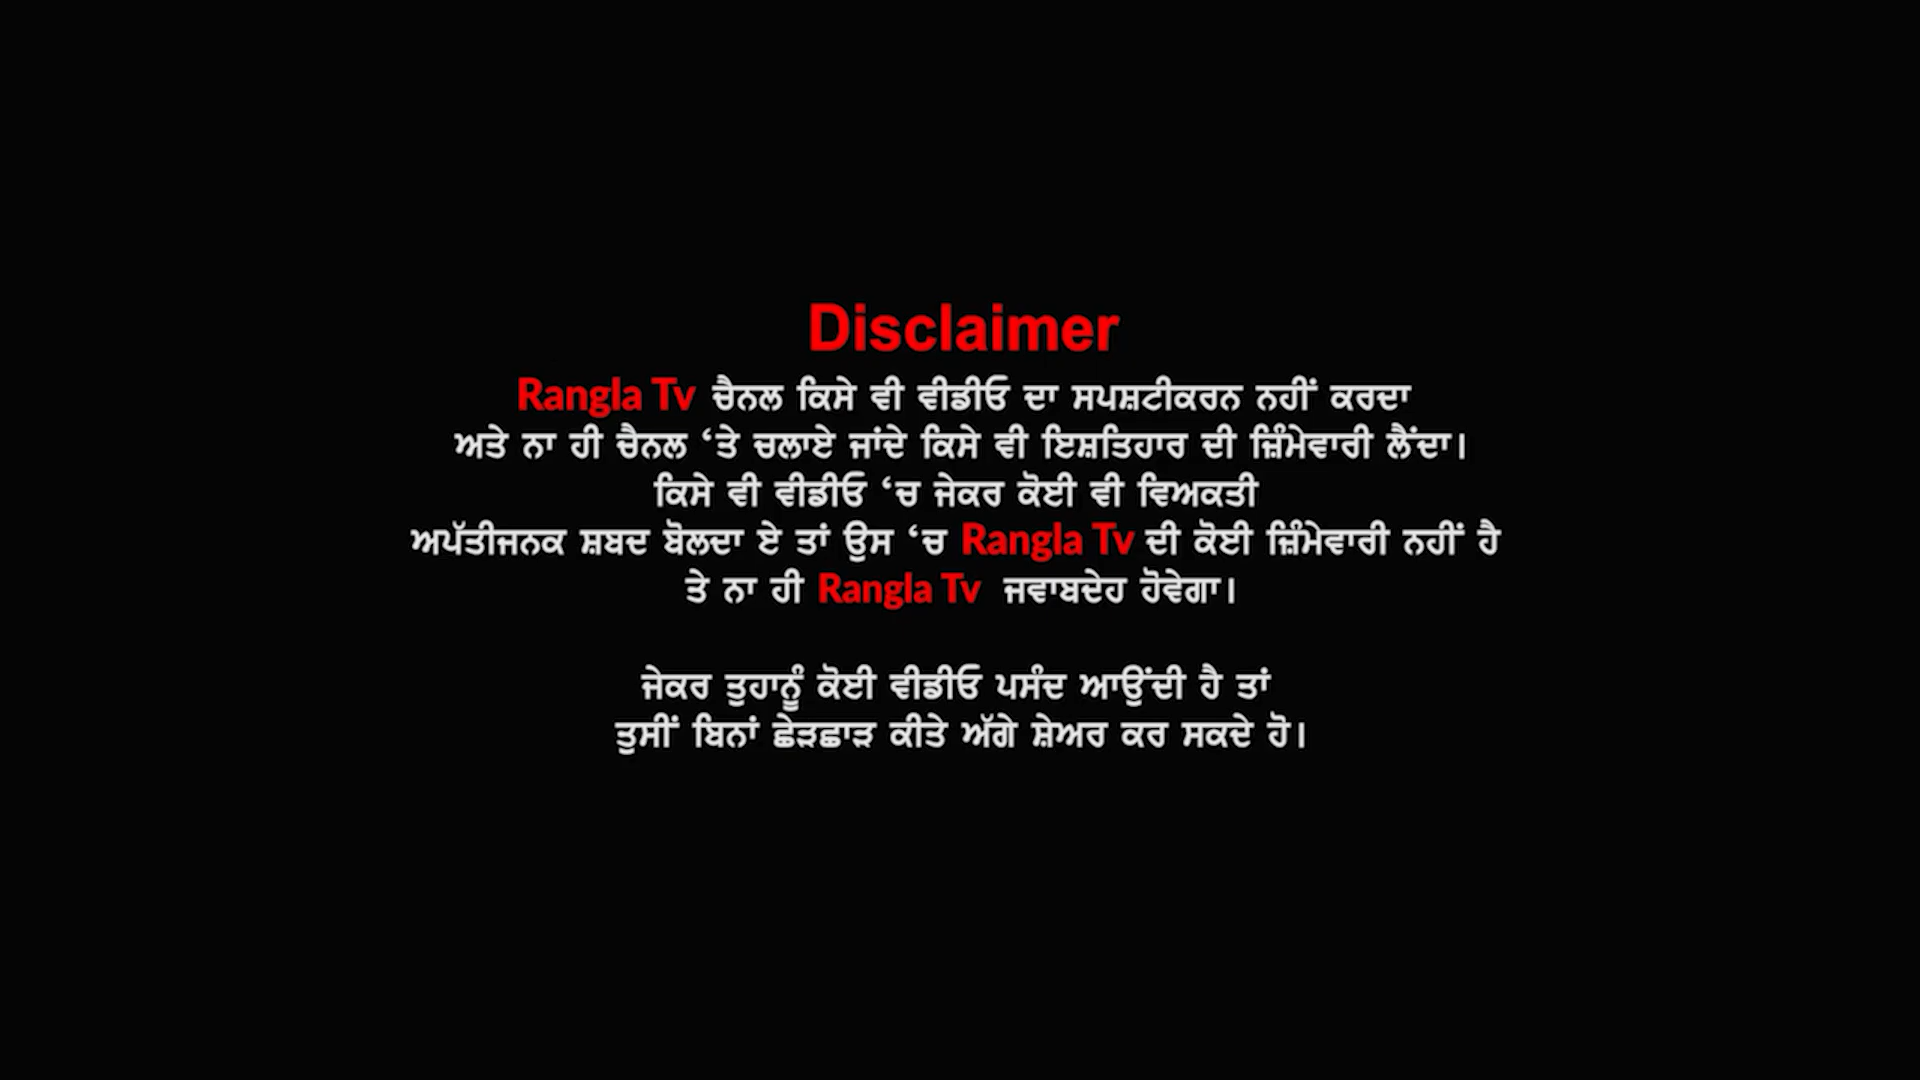 Disclaimer
Rangla Tv ਚੈਨਲ ਕਿਸੇ ਵੀ ਵੀਡੀਓ ਦਾ ਸਪਸ਼ਟੀਕਰਨ ਨਹੀਂ ਕਰਦਾ
ਅਤੇ ਨਾ ਹੀ ਚੈਨਲ ‘ਤੇ ਚਲਾਏ ਜਾਂਦੇ ਕਿਸੇ ਵੀ ਇਸ਼ਤਿਹਾਰ ਦੀ ਜ਼ਿੰਮੇਵਾਰੀ ਲੈਂਦਾ।
ਕਿਸੇ ਵੀ ਵੀਡੀਓ ‘ਚ ਜੇਕਰ ਕੋਈ ਵੀ ਵਿਅਕਤੀ
ਅਪੱਤੀਜਨਕ ਸ਼ਬਦ ਬੋਲਦਾ ਏ ਤਾਂ ਉਸ ‘ਚ Rangla Tv ਦੀ ਕੋਈ ਜ਼ਿੰਮੇਵਾਰੀ ਨਹੀਂ ਹੈ
ਤੇ ਨਾ ਹੀ Rangla Tv ਜਵਾਬਦੇਹ ਹੋਵੇਗਾ।
ਜੇਕਰ ਤੁਹਾਨੂੰ ਕੋਈ ਵੀਡੀਓ ਪਸੰਦ ਆਉਂਦੀ ਹੈ ਤਾਂ
ਤੁਸੀਂ ਬਿਨਾਂ ਛੇੜਛਾੜ ਕੀਤੇ ਅੱਗੇ ਸ਼ੇਅਰ ਕਰ ਸਕਦੇ ਹੋ।